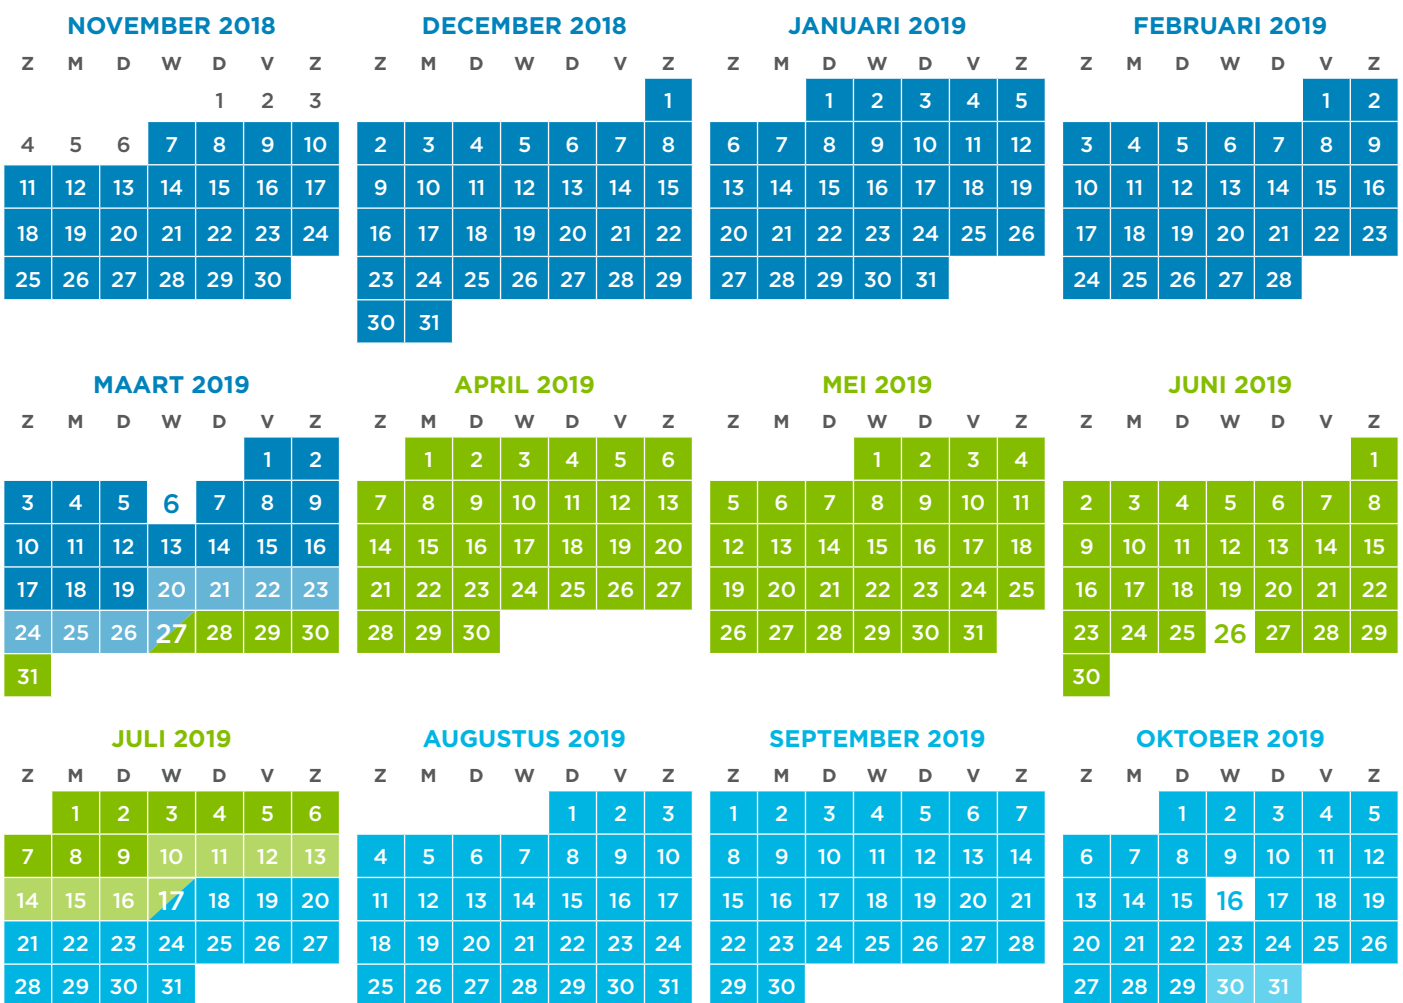 NOVEMBER 2018 DECEMBER 2018 JANUARI 2019 FEBRUARI 2019
Z M D W D V Z Z M D W D V Z Z M D W D V Z Z M D W D V Z
1 2 3 1 1 2 3 4 5 1 2
4 5 6 7 8 9 10 2 3 4 5 6 7 8 6 7 8 9 10 11 12 3 4 5 6 7 8 9
11 12 13 14 15 16 17 9 10 11 12 13 14 15 13 14 15 16 17 18 19 10 11 12 13 14 15 16
18 19 20 21 22 23 24 16 17 18 19 20 21 22 20 21 22 23 24 25 26 17 18 19 20 21 22 23
25 26 27 28 29 30 23 24 25 26 27 28 29 27 28 29 30 31 24 25 26 27 28
30 31
MAART 2019 APRIL 2019 MEI 2019 JUNI 2019
Z M D W D V Z Z M D W D V Z Z M D W D V Z Z M D W D V Z
1 2 1 2 3 4 5 6 1 2 3 4 1
3 4 5 6 7 8 9 7 8 9 10 11 12 13 5 6 7 8 9 10 11 2 3 4 5 6 7 8
10 11 12 13 14 15 16 14 15 16 17 18 19 20 12 13 14 15 16 17 18 9 10 11 12 13 14 15
17 18 19 20 21 22 23 21 22 23 24 25 26 27 19 20 21 22 23 24 25 16 17 18 19 20 21 22
24 25 26 27 28 29 30 28 29 30 26 27 28 29 30 31 23 24 25 26 27 28 29
31 30
JULI 2019 AUGUSTUS 2019 SEPTEMBER 2019 OKTOBER 2019
Z M D W D V Z Z M D W D V Z Z M D W D V Z Z M D W D V Z
1 2 3 4 5 6 1 2 3 1 2 3 4 5 6 7 1 2 3 4 5
7 8 9 10 11 12 13 4 5 6 7 8 9 10 8 9 10 11 12 13 14 6 7 8 9 10 11 12
14 15 16 17 18 19 20 11 12 13 14 15 16 17 15 16 17 18 19 20 21 13 14 15 16 17 18 19
21 22 23 24 25 26 27 18 19 20 21 22 23 24 22 23 24 25 26 27 28 20 21 22 23 24 25 26
28 29 30 31 25 26 27 28 29 30 31 29 30 27 28 29 30 31